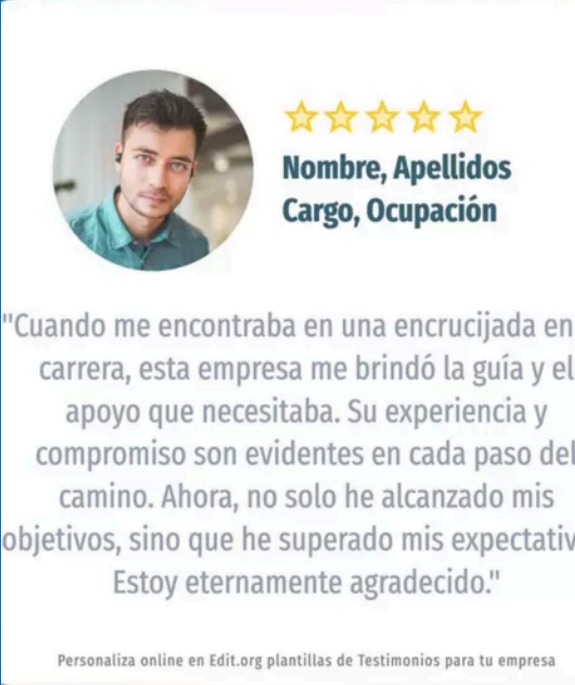 Nombre, Apellidos
Cargo, Ocupación
"Cuando me encontraba en una encrucijada en
carrera, esta empresa me brindó la guía y el
apoyo que necesitaba. Su experiencia y
compromiso son evidentes en cada paso del
camino. Ahora, no solo he alcanzado mis
objetivos, sino que he superado mis expectativ
Estoy eternamente agradecido."
Personaliza online en Edit.org plantillas de Testimonios para tu empresa